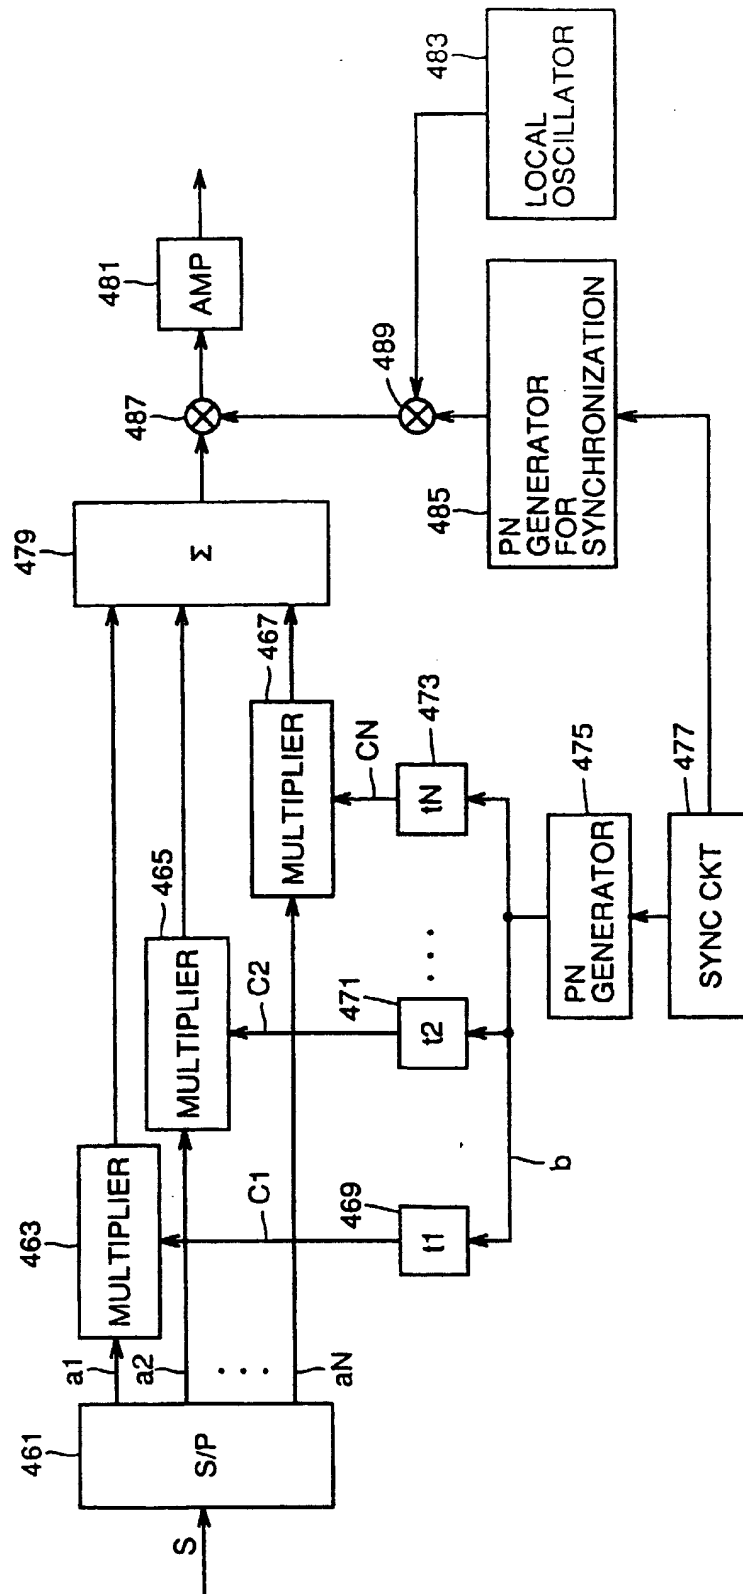 S
461
S/P
a1
a2
. . .
aN
463
MULTIPLIER
C1
469
t1
b
465
MULTIPLIER
C2
471
t2
. . .
467
MULTIPLIER
CN
473
tN
475
PN
GENERATOR
477
SYNC CKT
479
Σ
487
481
AMP
489
485
PN
GENERATOR
FOR
SYNCHRONIZATION
483
LOCAL
OSCILLATOR